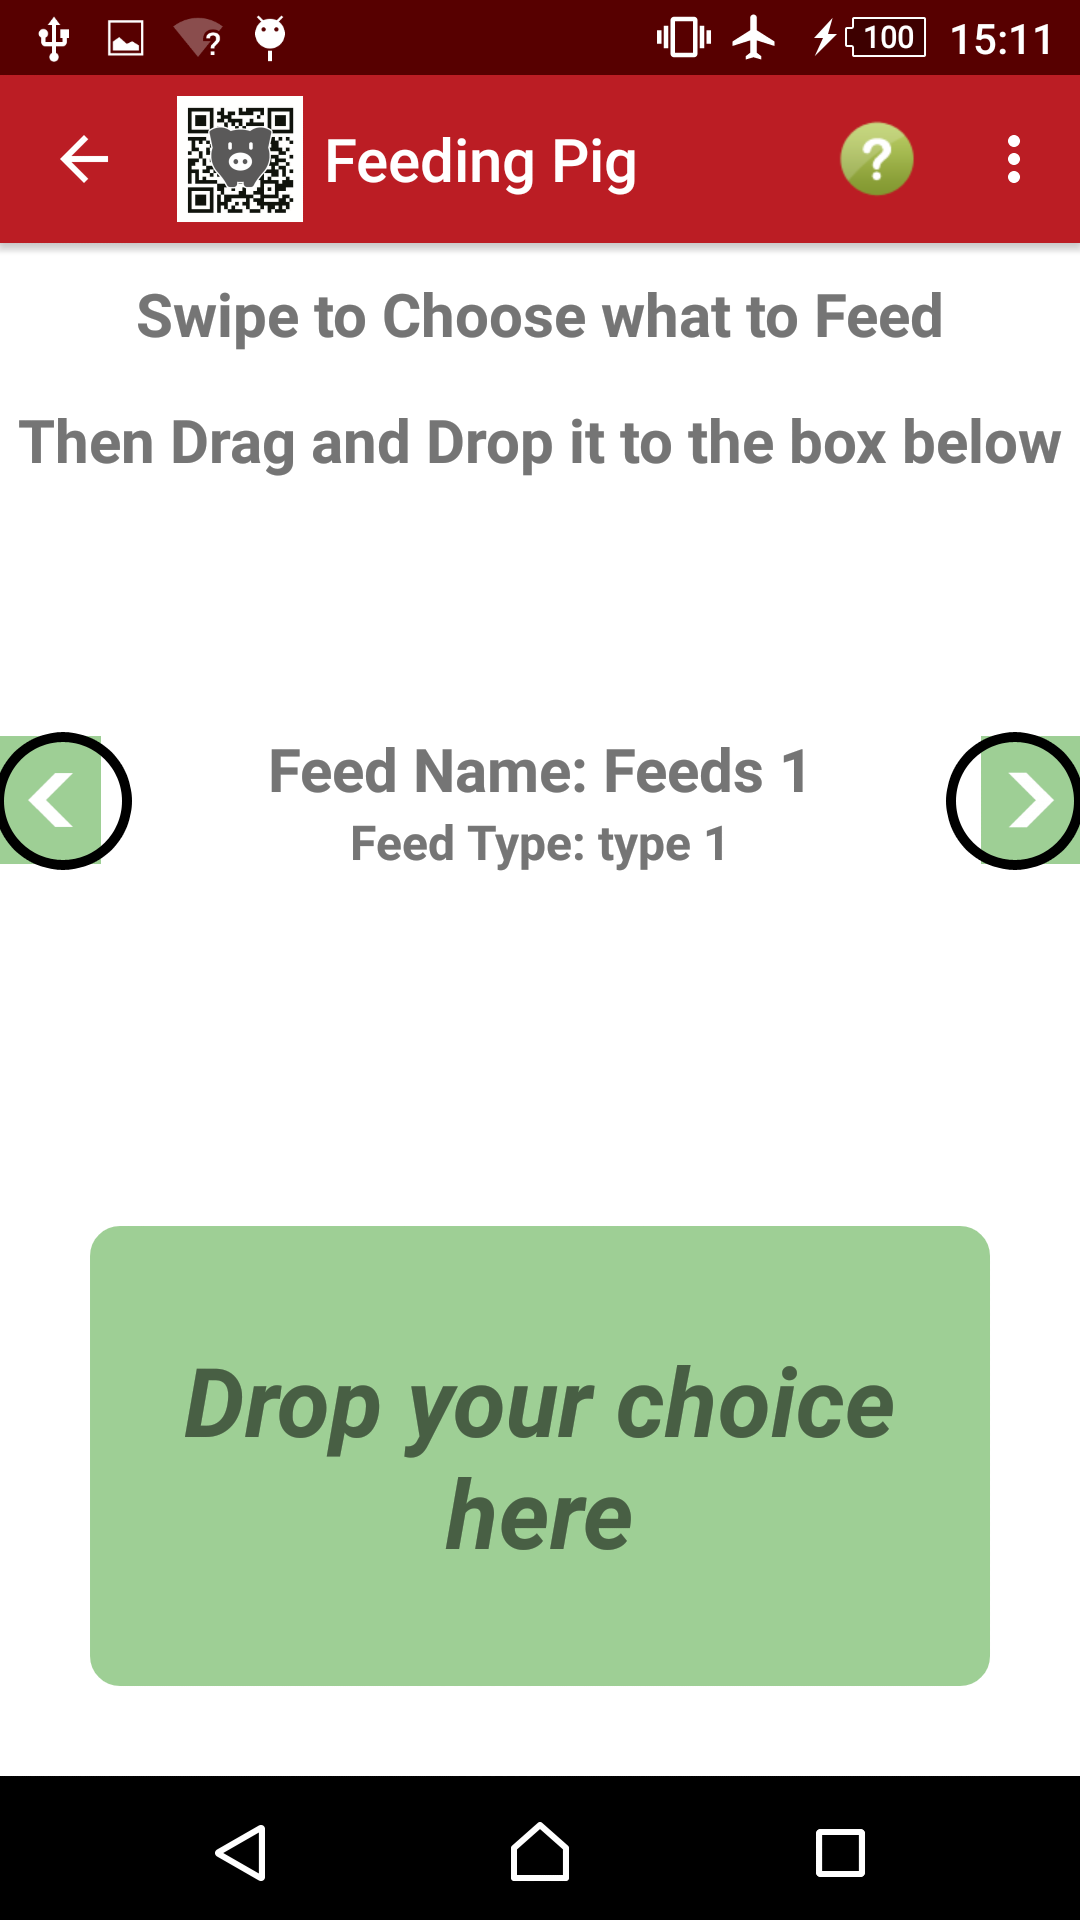 100 15:11
Feeding Pig
Swipe to Choose what to Feed
Then Drag and Drop it to the box below
Feed Name: Feeds 1
Feed Type: type 1
Drop your choice
here